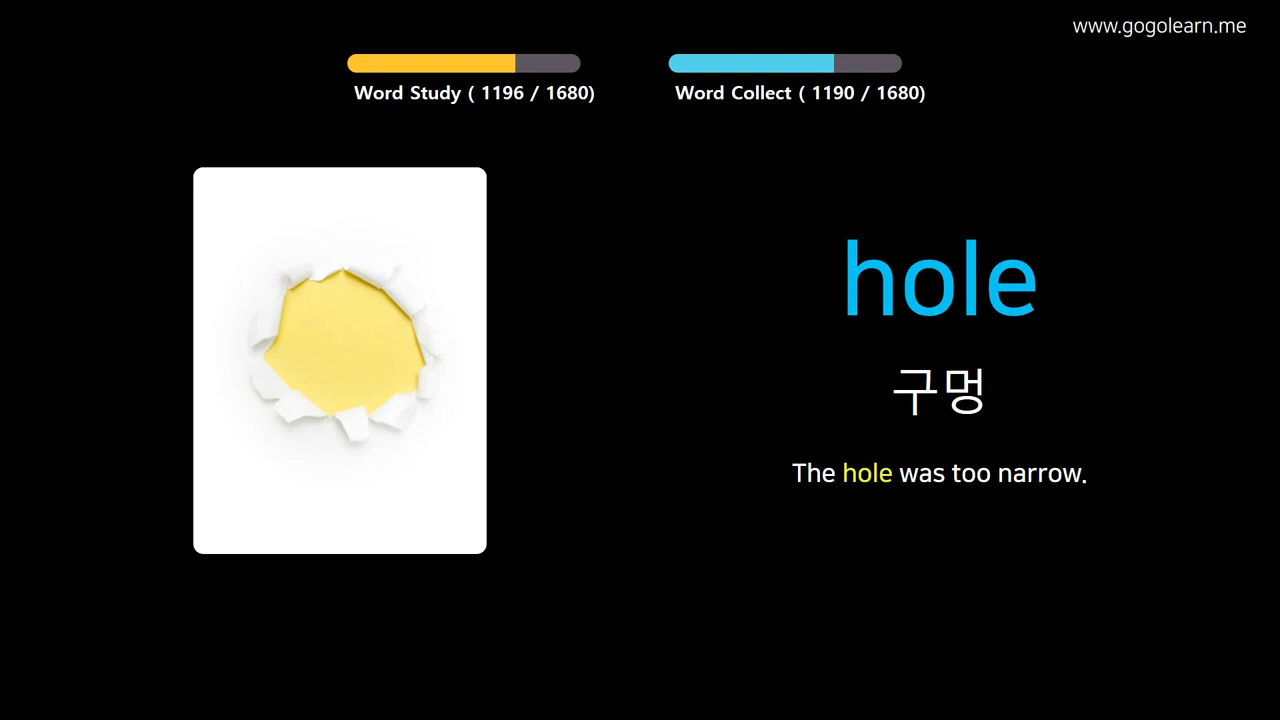 www.gogolearn.me
Word Study ( 1196 / 1680)
Word Collect ( 1190 / 1680)
hole
구멍
The hole was too narrow.